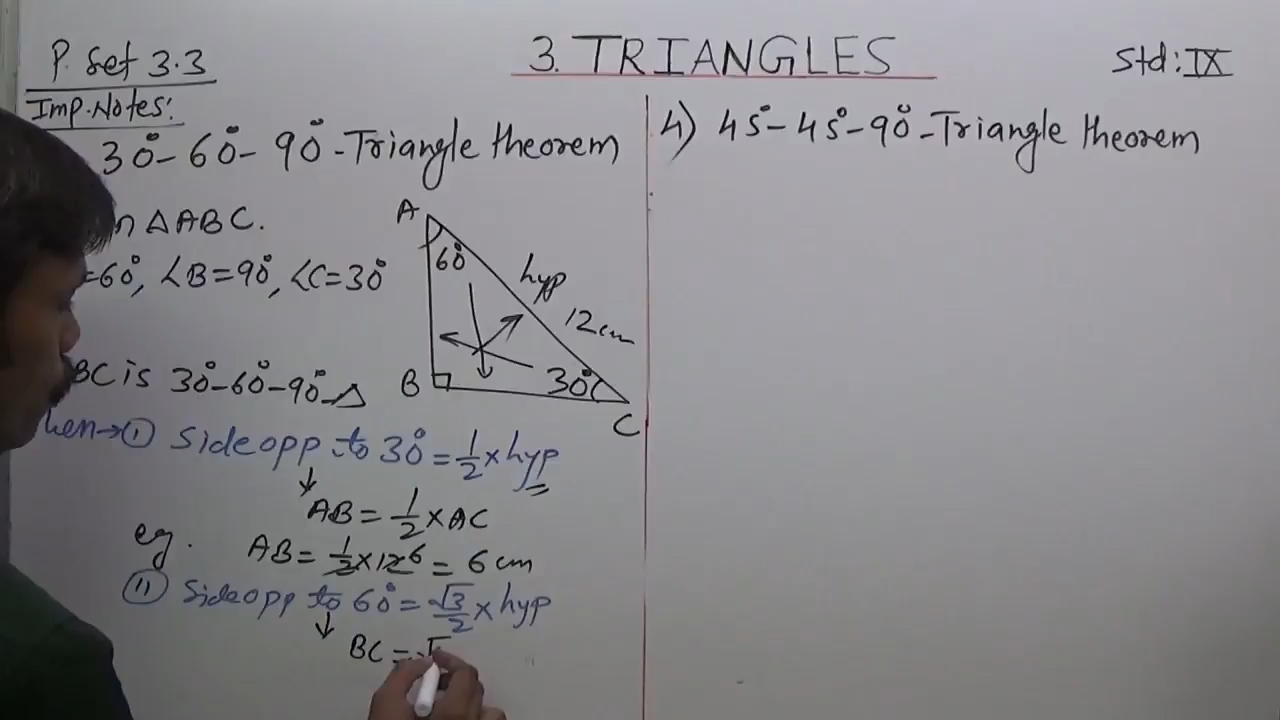 P. Set 3.3
3. TRIANGLES
Std: IX
Imp. Notes:
30°-60°-90°-Triangle theorem
△ABC.
=60°, ∠B=90°, ∠C=30°
BC is 30°-60°-90° △
hen→ⓘ Side opp to 30° = 1/2 × hyp
↓
AB = 1/2 × AC
eg. AB = 1/2 × 12 6 = 6 cm
ⓘⓘ Side opp to 60° = √3/2 × hyp
↓
BC = √
A
60°
hyp
12cm
B
30°
C
4) 45°-45°-90°-Triangle theorem